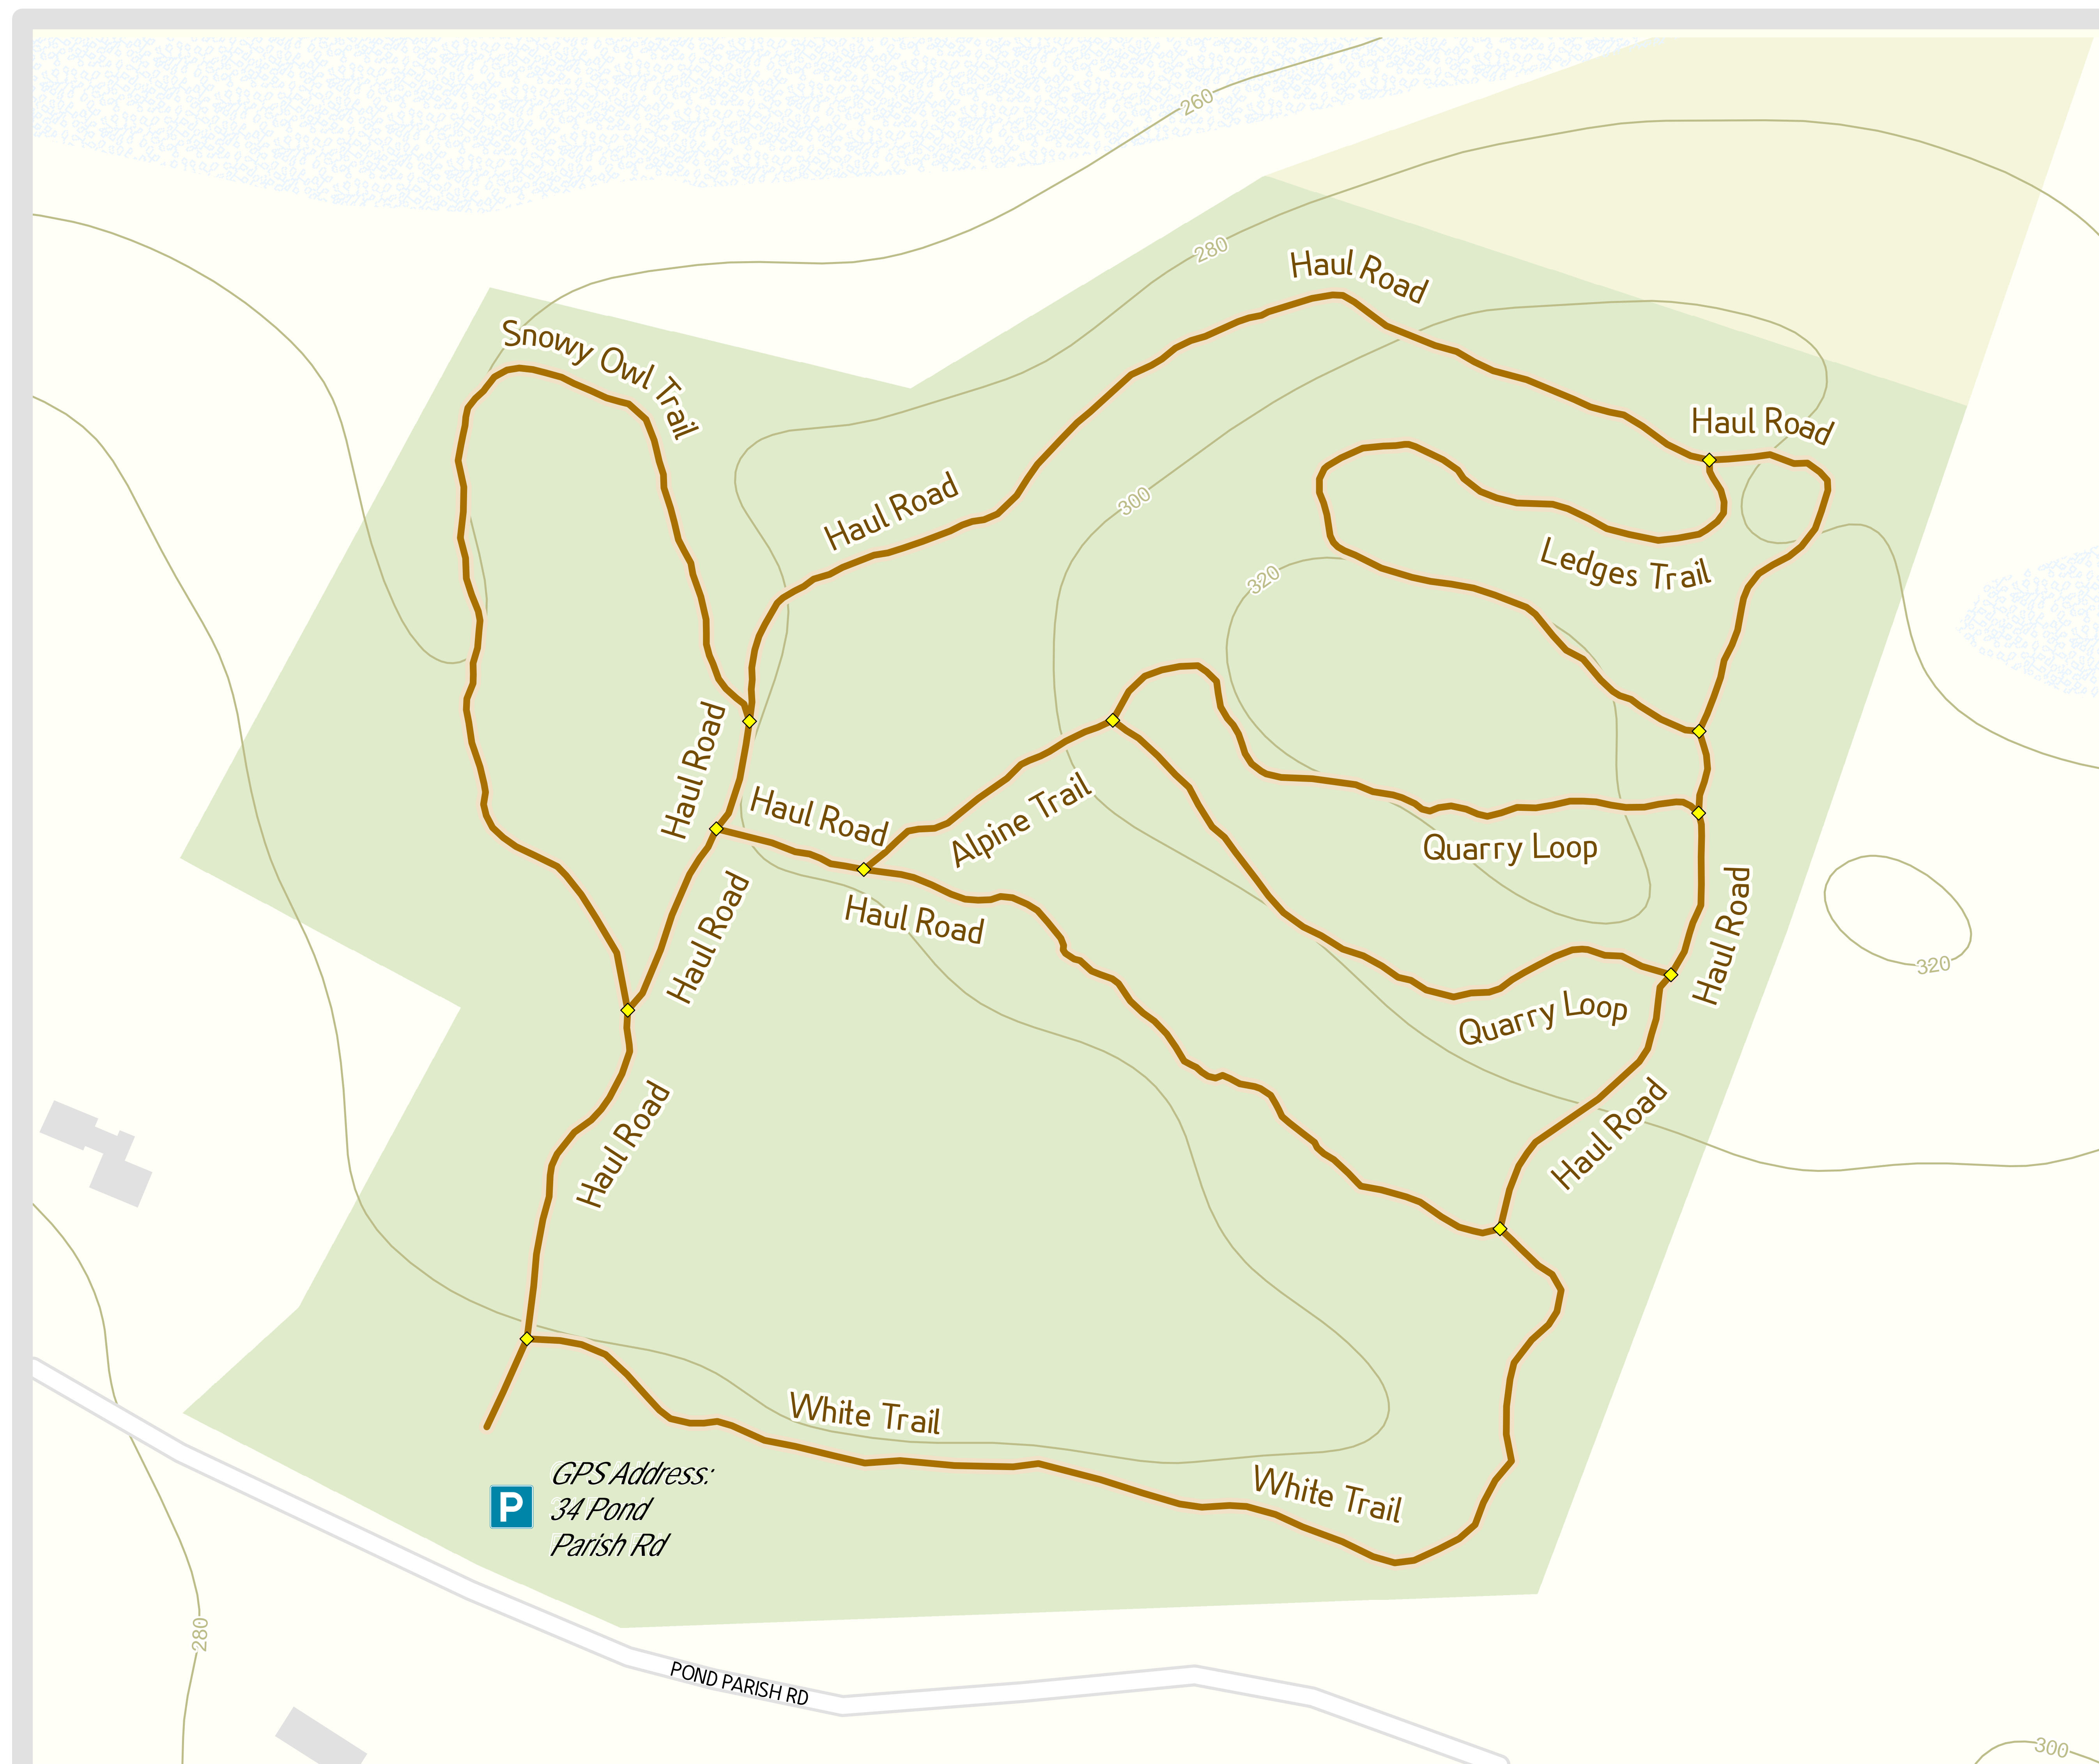 260
280
Haul Road
Snowy Owl Trail
Haul Road
Haul Road
300
Ledges Trail
320
Haul Road
Haul Road
Alpine Trail
Quarry Loop
Haul Road
Haul Road
Haul Road
320
Quarry Loop
Haul Road
Haul Road
White Trail
White Trail
GPS Address:
34 Pond
Parish Rd
P
280
POND PARISH RD
300